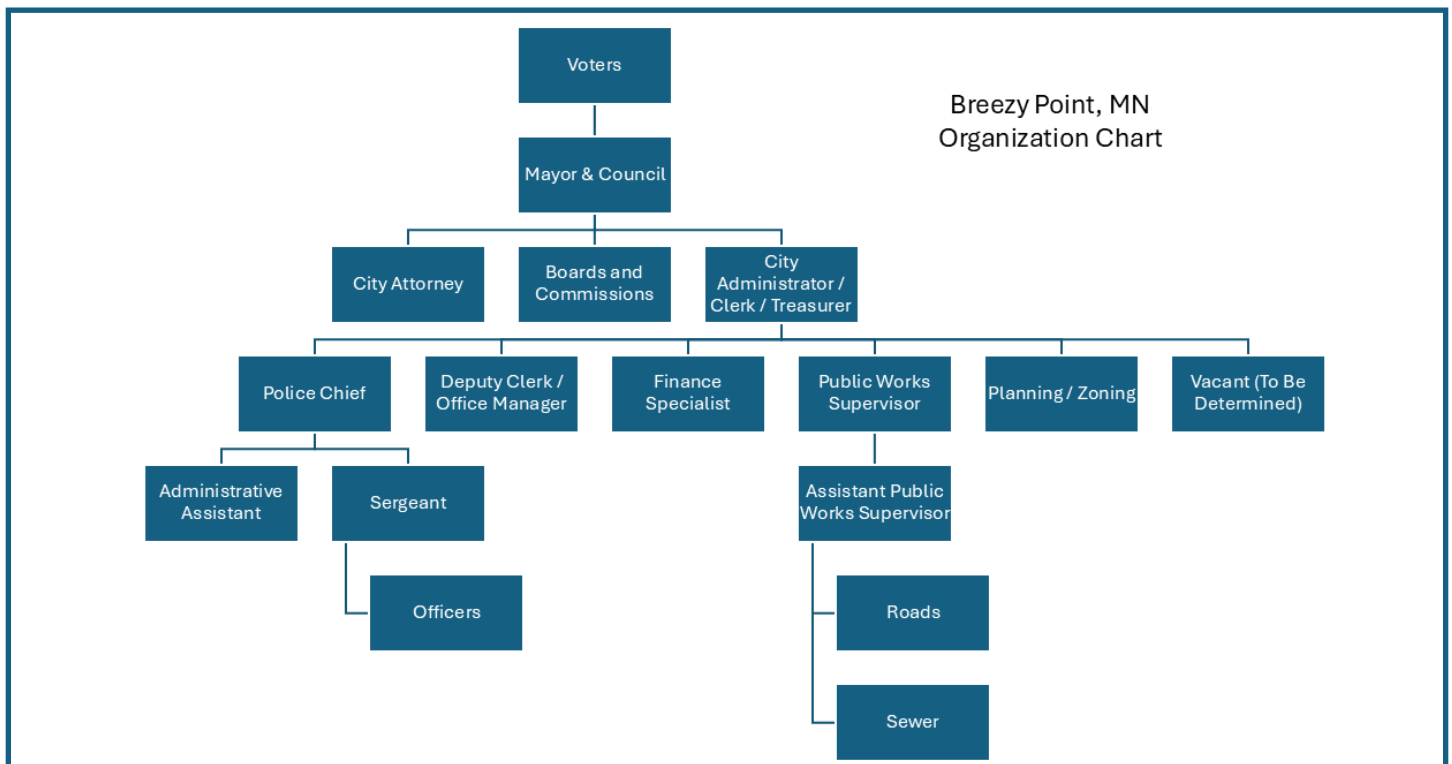 Voters
Breezy Point, MN
Organization Chart
Mayor & Council
City Attorney
Boards and
Commissions
City
Administrator /
Clerk / Treasurer
Police Chief
Deputy Clerk /
Office Manager
Finance
Specialist
Public Works
Supervisor
Planning / Zoning
Vacant (To Be
Determined)
Administrative
Assistant
Sergeant
Assistant Public
Works Supervisor
Officers
Roads
Sewer